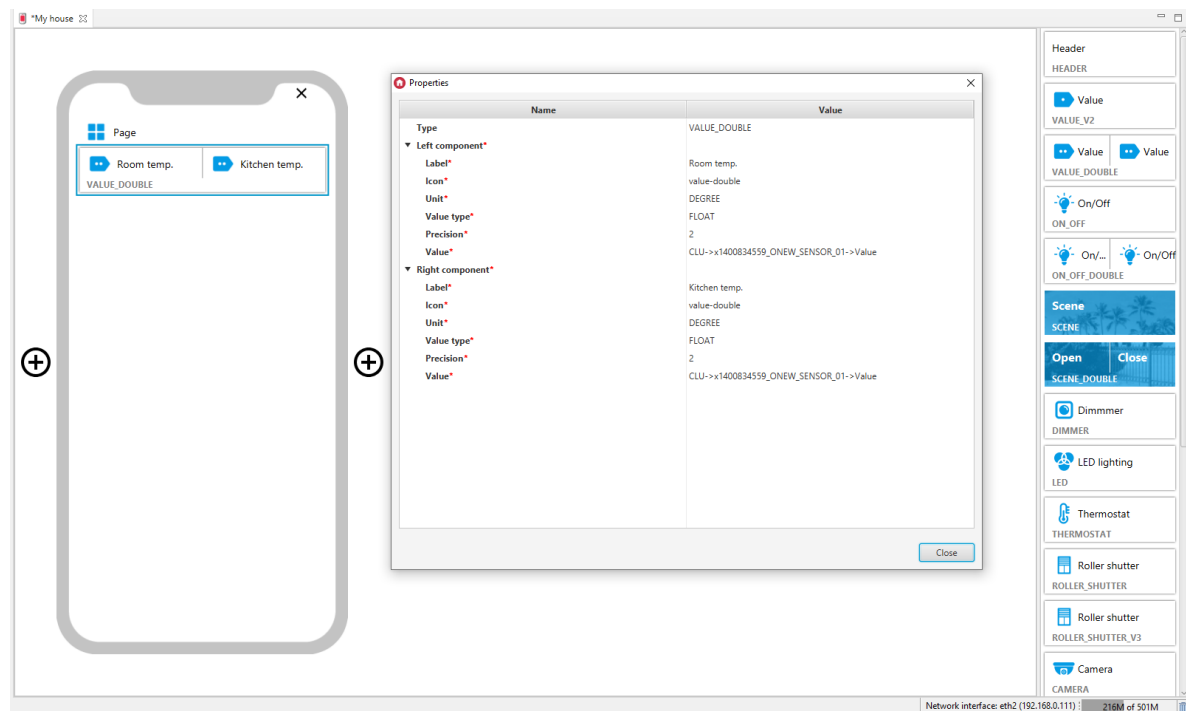 *My house
Page
Room temp.
Kitchen temp.
VALUE_DOUBLE
Properties
Name Value
Type VALUE_DOUBLE
Left component*
Label* Room temp.
Icon* value-double
Unit* DEGREE
Value type* FLOAT
Precision* 2
Value* CLU->x1400834559_ONEW_SENSOR_01->Value
Right component*
Label* Kitchen temp.
Icon* value-double
Unit* DEGREE
Value type* FLOAT
Precision* 2
Value* CLU->x1400834559_ONEW_SENSOR_01->Value
Close
Header
HEADER
Value
VALUE_V2
Value Value
VALUE_DOUBLE
On/Off
ON_OFF
On/... On/Off
ON_OFF_DOUBLE
Scene
SCENE
Open Close
SCENE_DOUBLE
Dimmmer
DIMMER
LED lighting
LED
Thermostat
THERMOSTAT
Roller shutter
ROLLER_SHUTTER
Roller shutter
ROLLER_SHUTTER_V3
Camera
CAMERA
Network interface: eth2 (192.168.0.111) 216M of 501M